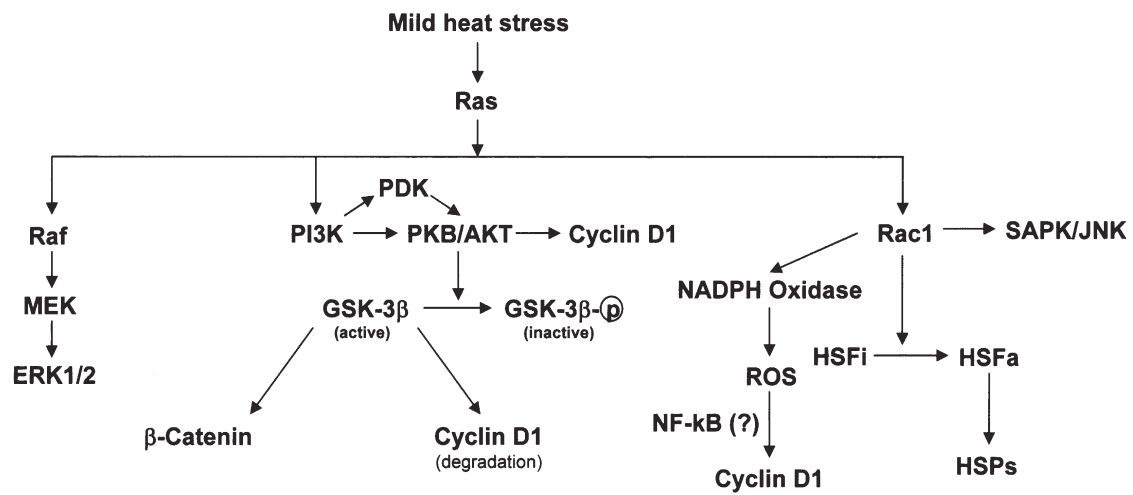 Mild heat stress
Ras
PDK
Raf
PI3K
PKB/AKT
Cyclin D1
Rac1
SAPK/JNK
MEK
GSK-3β
(active)
GSK-3β-p
(inactive)
NADPH Oxidase
ERK1/2
HSFi
HSFa
ROS
β-Catenin
Cyclin D1
(degradation)
NF-kB (?)
Cyclin D1
HSPs